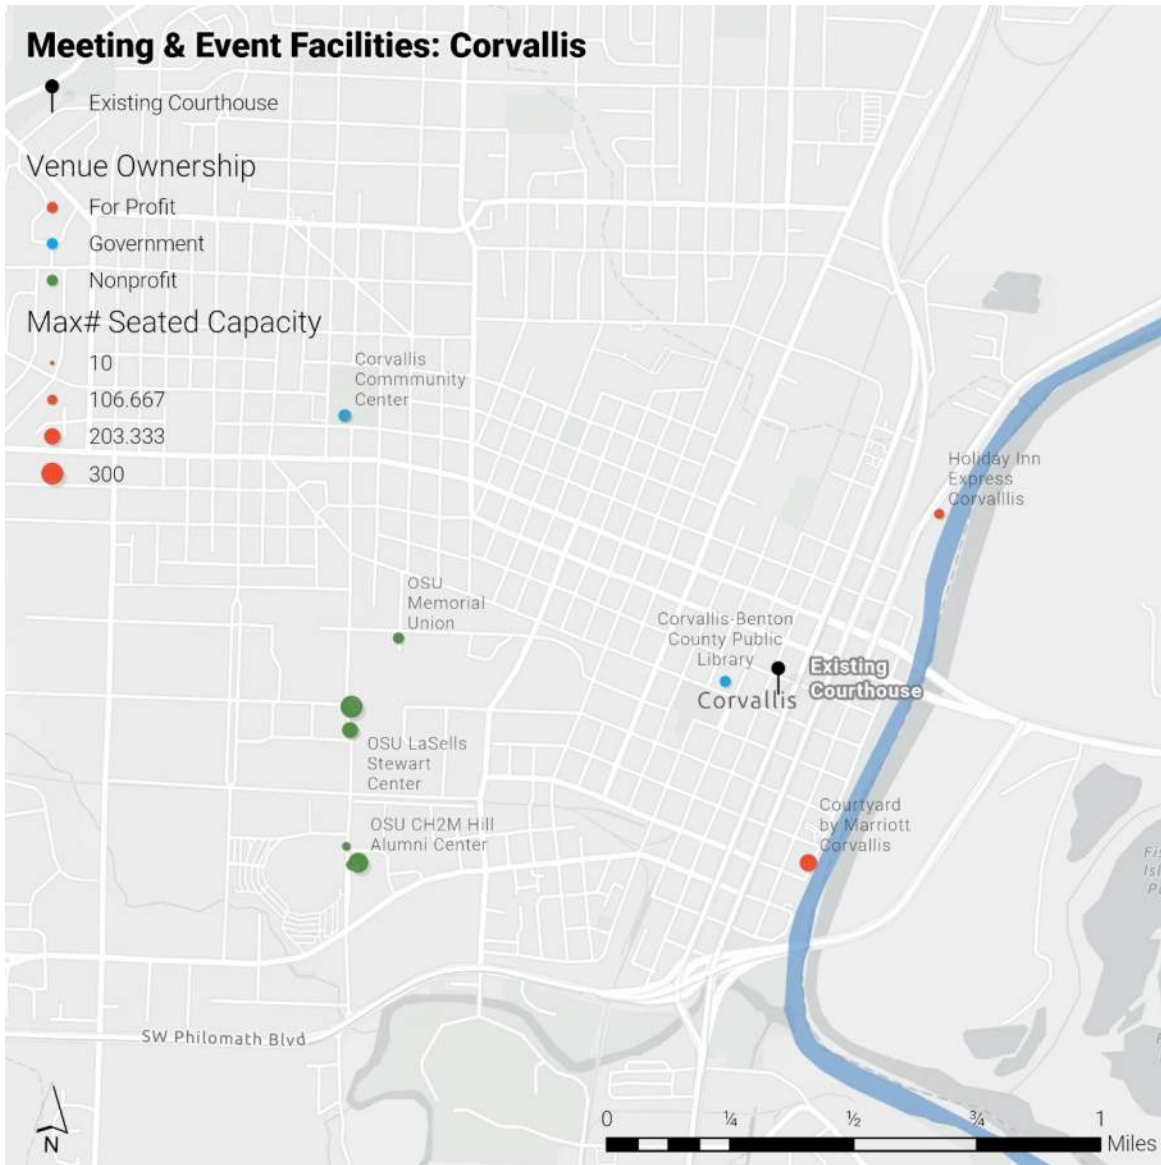 Meeting & Event Facilities: Corvallis
Existing Courthouse
Venue Ownership
For Profit
Government
Nonprofit
Max# Seated Capacity
10
106.667
203.333
300
Corvallis
Commmunity
Center
Holiday Inn
Express
Corvalllis
OSU
Memorial
Union
Corvallis-Benton
County Public
Library
Existing
Courthouse
Corvallis
OSU LaSells
Stewart
Center
OSU CH2M Hill
Alumni Center
Courtyard
by Marriott
Corvallis
SW Philomath Blvd
N
0 ¼ ½ ¾ 1
Miles